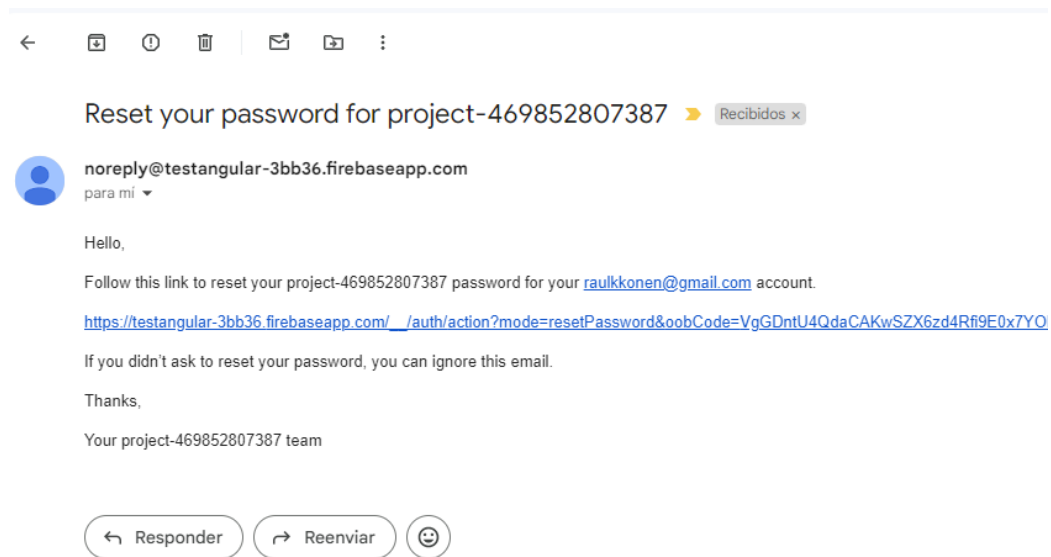 Reset your password for project-469852807387 Recibidos x
noreply@testangular-3bb36.firebaseapp.com
para mí
Hello,
Follow this link to reset your project-469852807387 password for your raulkkonen@gmail.com account.
https://testangular-3bb36.firebaseapp.com/__/auth/action?mode=resetPassword&oobCode=VgGDntU4QdaCAKwSZX6zd4Rfi9E0x7YO
If you didn't ask to reset your password, you can ignore this email.
Thanks,
Your project-469852807387 team
Responder Reenviar